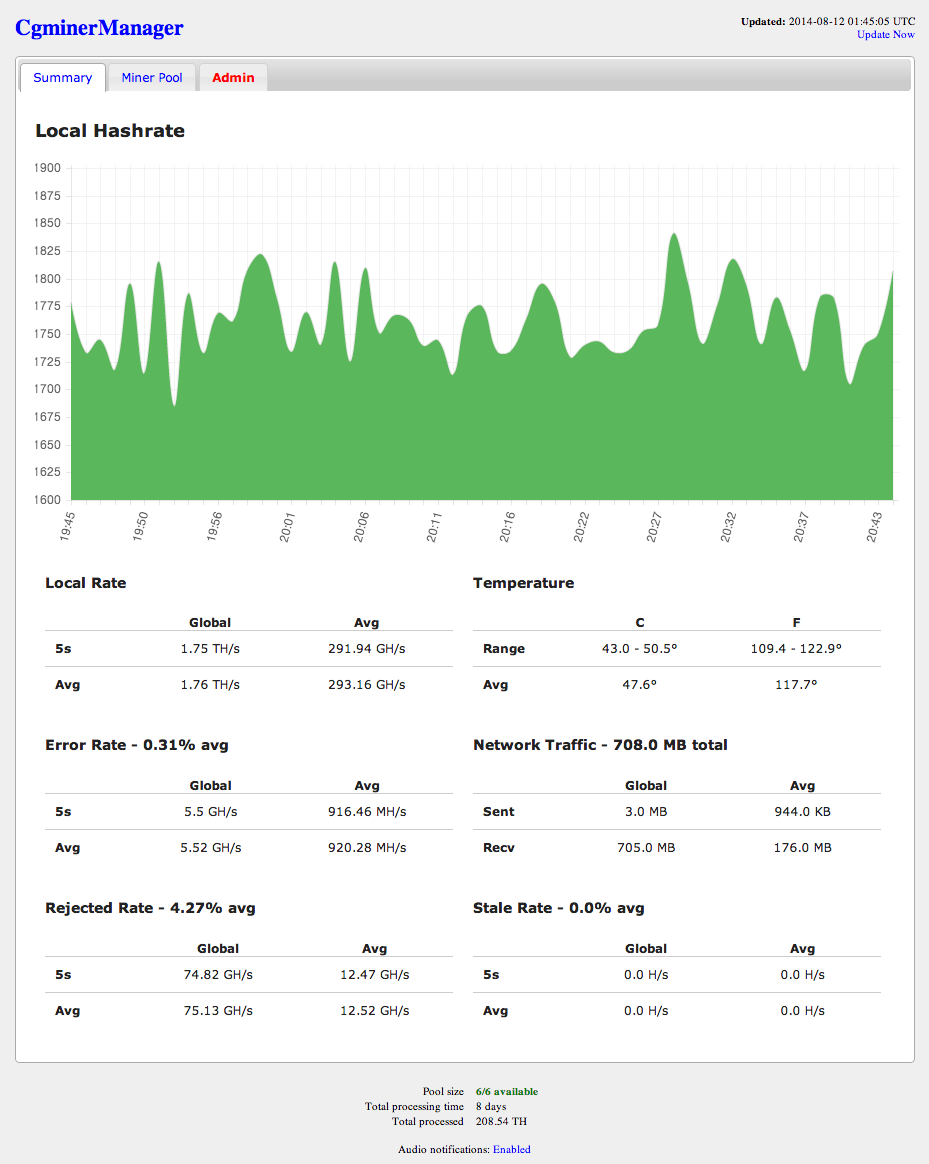 CgminerManager
Updated: 2014-08-12 01:45:05 UTC
Update Now
Summary
Miner Pool
Admin
Local Hashrate
1900
1875
1850
1825
1800
1775
1750
1725
1700
1675
1650
1625
1600
19:45
19:50
19:56
20:01
20:06
20:11
20:16
20:22
20:27
20:32
20:37
20:43
Local Rate
Global Avg
5s 1.75 TH/s 291.94 GH/s
Avg 1.76 TH/s 293.16 GH/s
Temperature
C F
Range 43.0 - 50.5° 109.4 - 122.9°
Avg 47.6° 117.7°
Error Rate - 0.31% avg
Global Avg
5s 5.5 GH/s 916.46 MH/s
Avg 5.52 GH/s 920.28 MH/s
Network Traffic - 708.0 MB total
Global Avg
Sent 3.0 MB 944.0 KB
Recv 705.0 MB 176.0 MB
Rejected Rate - 4.27% avg
Global Avg
5s 74.82 GH/s 12.47 GH/s
Avg 75.13 GH/s 12.52 GH/s
Stale Rate - 0.0% avg
Global Avg
5s 0.0 H/s 0.0 H/s
Avg 0.0 H/s 0.0 H/s
Pool size 6/6 available
Total processing time 8 days
Total processed 208.54 TH
Audio notifications: Enabled